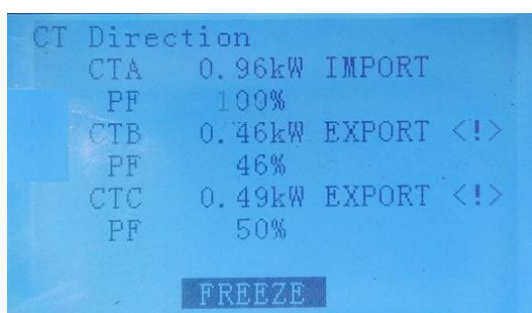 CT Direction
CTA 0.96kW IMPORT
PF 100%
CTB 0.46kW EXPORT <!>
PF 46%
CTC 0.49kW EXPORT <!>
PF 50%
FREEZE